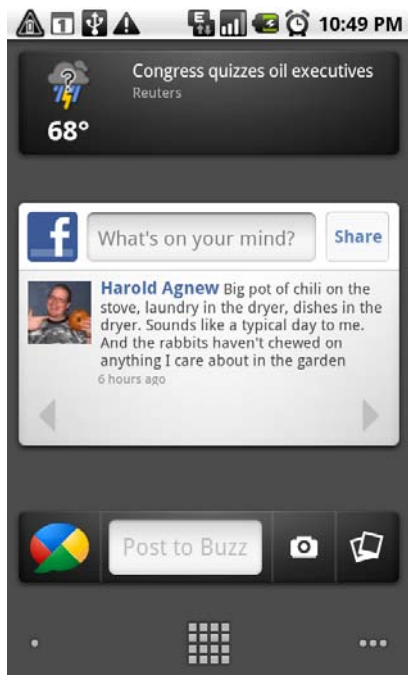 1 E 10:49 PM
Congress quizzes oil executives
Reuters
68°
f What's on your mind? Share
Harold Agnew Big pot of chili on the
stove, laundry in the dryer, dishes in the
dryer. Sounds like a typical day to me.
And the rabbits haven't chewed on
anything I care about in the garden
6 hours ago
Post to Buzz